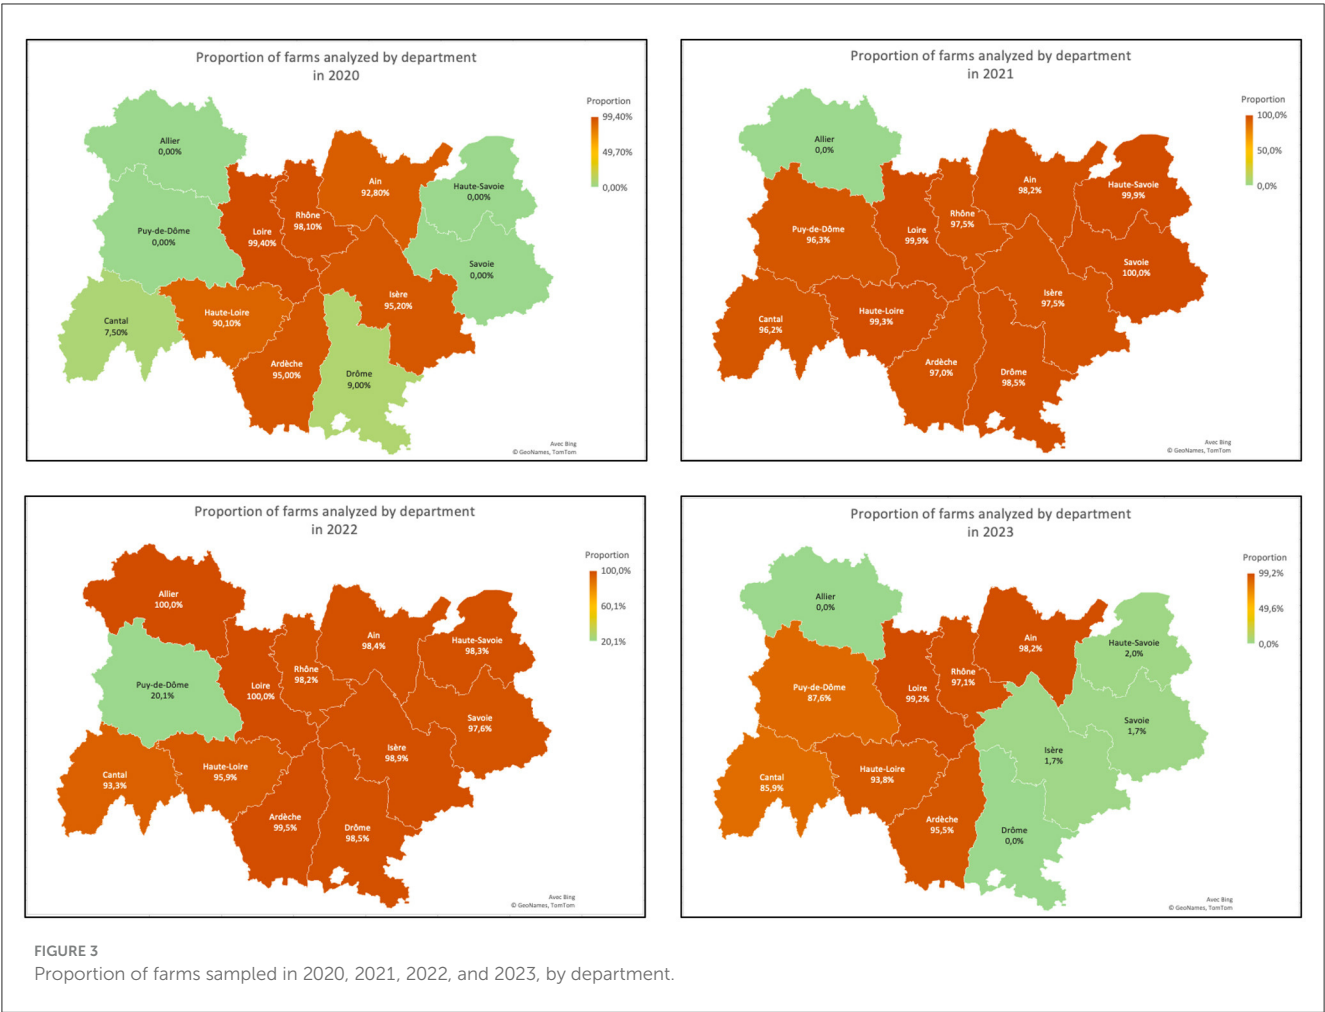 Proportion of farms analyzed by department
in 2020
Proportion
99,40%
49,70%
0,00%
Allier
0,00%
Ain
92,80%
Haute-Savoie
0,00%
Rhône
98,10%
Puy-de-Dôme
0,00%
Loire
99,40%
Savoie
0,00%
Isère
95,20%
Haute-Loire
90,10%
Cantal
7,50%
Ardèche
95,00%
Drôme
9,00%
Avec Bing
© GeoNames, TomTom
Proportion of farms analyzed by department
in 2021
Proportion
100,0%
50,0%
0,0%
Allier
0,0%
Ain
98,2%
Haute-Savoie
99,9%
Rhône
97,5%
Puy-de-Dôme
96,3%
Loire
99,9%
Savoie
100,0%
Isère
97,5%
Haute-Loire
99,3%
Cantal
96,2%
Ardèche
97,0%
Drôme
98,5%
Avec Bing
© GeoNames, TomTom
Proportion of farms analyzed by department
in 2022
Proportion
100,0%
60,1%
20,1%
Allier
100,0%
Ain
98,4%
Haute-Savoie
98,3%
Rhône
98,2%
Puy-de-Dôme
20,1%
Loire
100,0%
Savoie
97,6%
Isère
98,9%
Haute-Loire
95,9%
Cantal
93,3%
Ardèche
99,5%
Drôme
98,5%
Avec Bing
© GeoNames, TomTom
Proportion of farms analyzed by department
in 2023
Proportion
99,2%
49,6%
0,0%
Allier
0,0%
Ain
98,2%
Haute-Savoie
2,0%
Rhône
97,1%
Puy-de-Dôme
87,6%
Loire
99,2%
Savoie
1,7%
Isère
1,7%
Haute-Loire
93,8%
Cantal
85,9%
Ardèche
95,5%
Drôme
0,0%
Avec Bing
© GeoNames, TomTom
FIGURE 3
Proportion of farms sampled in 2020, 2021, 2022, and 2023, by department.